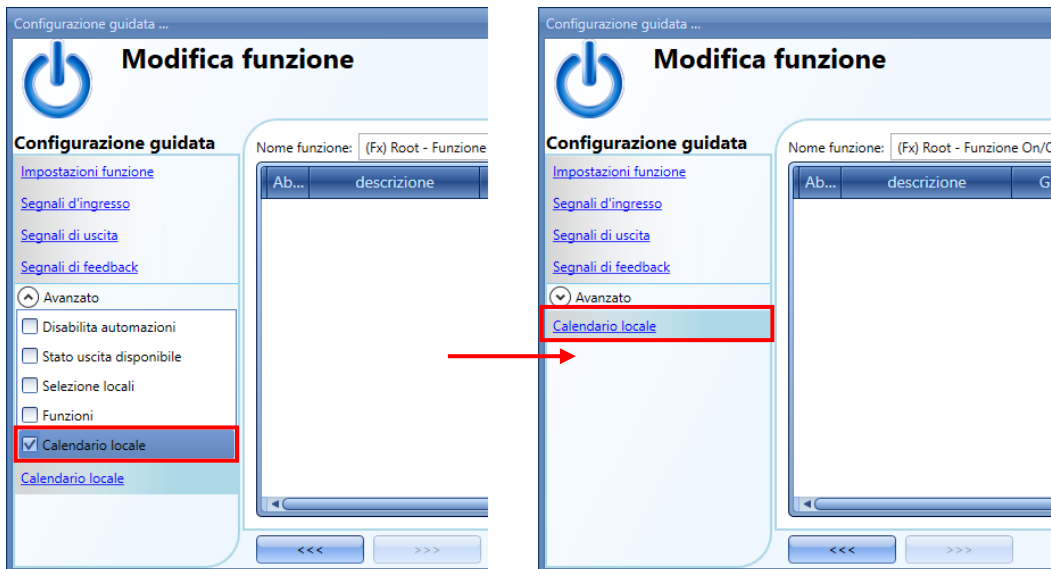 Configurazione guidata ...
Modifica funzione
Configurazione guidata
Impostazioni funzione
Segnali d'ingresso
Segnali di uscita
Segnali di feedback
Avanzato
Disabilita automazioni
Stato uscita disponibile
Selezione locali
Funzioni
Calendario locale
Calendario locale
Nome funzione: (Fx) Root - Funzione
Ab... descrizione
<<< >>>
Configurazione guidata ...
Modifica funzione
Configurazione guidata
Impostazioni funzione
Segnali d'ingresso
Segnali di uscita
Segnali di feedback
Avanzato
Calendario locale
Nome funzione: (Fx) Root - Funzione On/O
Ab... descrizione G
<<< >>>